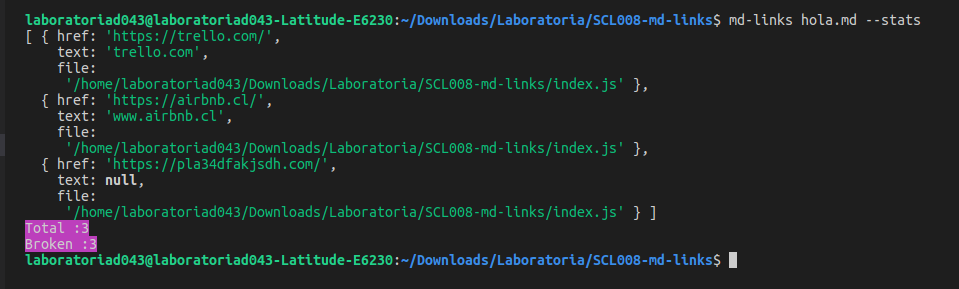 laboratoriad043@laboratoriad043-Latitude-E6230:~/Downloads/Laboratoria/SCL008-md-links$ md-links hola.md --stats
[ { href: 'https://trello.com/',
    text: 'trello.com',
    file:
     '/home/laboratoriad043/Downloads/Laboratoria/SCL008-md-links/index.js' },
  { href: 'https://airbnb.cl/',
    text: 'www.airbnb.cl',
    file:
     '/home/laboratoriad043/Downloads/Laboratoria/SCL008-md-links/index.js' },
  { href: 'https://pla34dfakjsdh.com/',
    text: null,
    file:
     '/home/laboratoriad043/Downloads/Laboratoria/SCL008-md-links/index.js' } ]
Total :3
Broken :3
laboratoriad043@laboratoriad043-Latitude-E6230:~/Downloads/Laboratoria/SCL008-md-links$